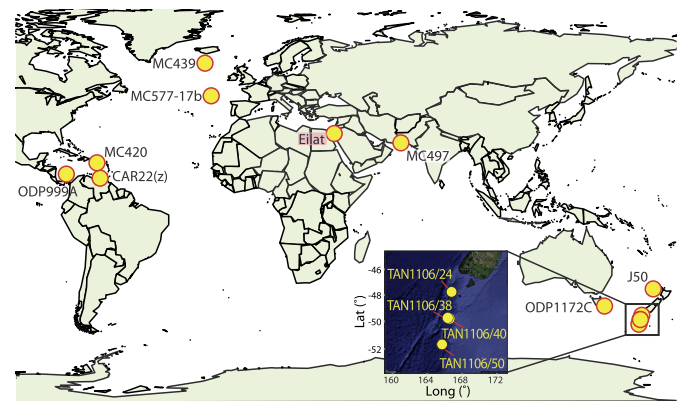 MC439
MC577-17b
Eilat
MC420
MC497
CAR22(z)
ODP999A
J50
ODP1172C
TAN1106/24
TAN1106/38
TAN1106/40
TAN1106/50
-46
-48
-50
-52
Lat (°)
160 164 168 172
Long (°)